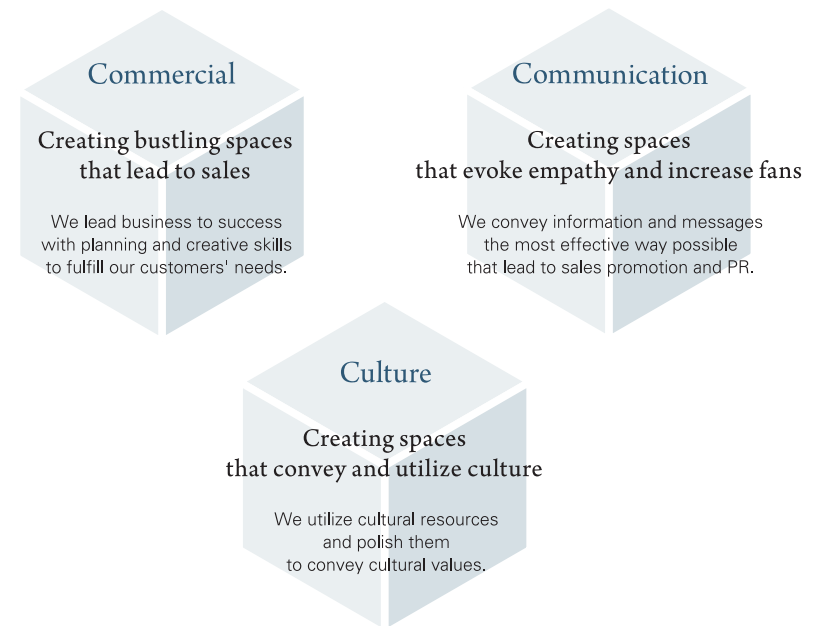 Commercial
Creating bustling spaces
that lead to sales
We lead business to success
with planning and creative skills
to fulfill our customers' needs.
Communication
Creating spaces
that evoke empathy and increase fans
We convey information and messages
the most effective way possible
that lead to sales promotion and PR.
Culture
Creating spaces
that convey and utilize culture
We utilize cultural resources
and polish them
to convey cultural values.